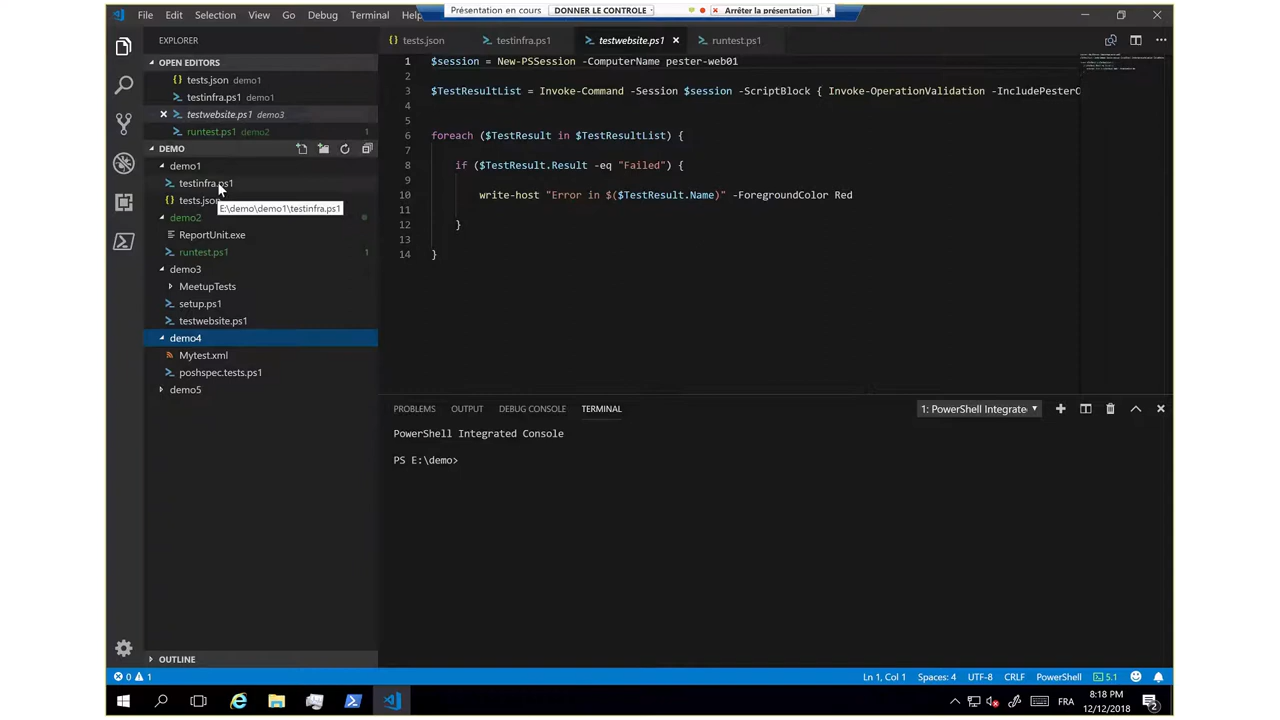 File Edit Selection View Go Debug Terminal Help
Présentation en cours DONNER LE CONTROLE Arrêter la présentation
EXPLORER
OPEN EDITORS
tests.json demo1
testinfra.ps1 demo1
testwebsite.ps1 demo3
runtest.ps1 demo2 1
DEMO
demo1
testinfra.ps1
tests.json
E:\demo\demo1\testinfra.ps1
demo2
ReportUnit.exe
runtest.ps1 1
demo3
MeetupTests
setup.ps1
testwebsite.ps1
demo4
Mytest.xml
poshspec.tests.ps1
demo5
OUTLINE
tests.json testinfra.ps1 testwebsite.ps1 runtest.ps1
1 $session = New-PSSession -ComputerName pester-web01
2
3 $TestResultList = Invoke-Command -Session $session -ScriptBlock { Invoke-OperationValidation -IncludePesterO
4
5
6 foreach ($TestResult in $TestResultList) {
7
8 if ($TestResult.Result -eq "Failed") {
9
10 write-host "Error in $($TestResult.Name)" -ForegroundColor Red
11
12 }
13
14 }
PROBLEMS OUTPUT DEBUG CONSOLE TERMINAL 1: PowerShell Integrate
PowerShell Integrated Console
PS E:\demo>
0 1 Ln 1, Col 1 Spaces: 4 UTF-8 CRLF PowerShell 5.1
FRA 8:18 PM
12/12/2018 2